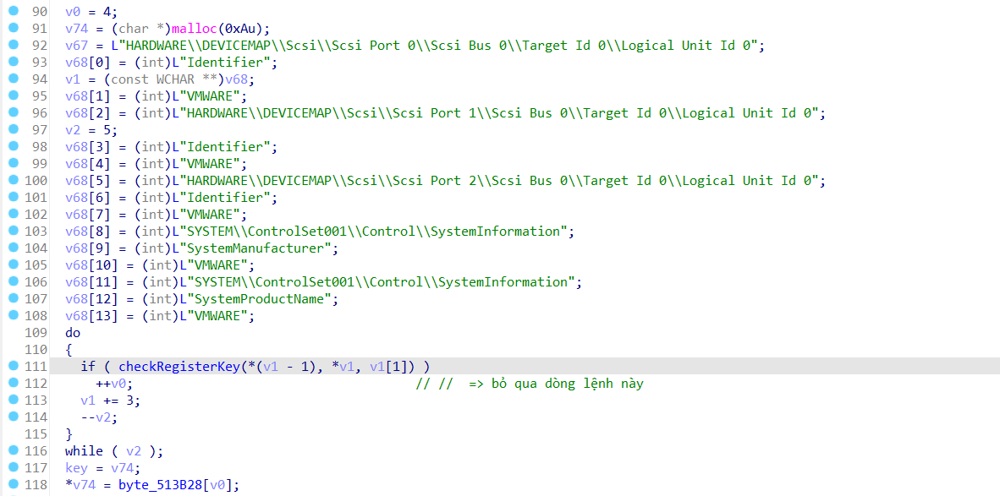 90 v0 = 4;
91 v74 = (char *)malloc(0xAu);
92 v67 = L"HARDWARE\\DEVICEMAP\\Scsi\\Scsi Port 0\\Scsi Bus 0\\Target Id 0\\Logical Unit Id 0";
93 v68[0] = (int)L"Identifier";
94 v1 = (const WCHAR **)v68;
95 v68[1] = (int)L"VMWARE";
96 v68[2] = (int)L"HARDWARE\\DEVICEMAP\\Scsi\\Scsi Port 1\\Scsi Bus 0\\Target Id 0\\Logical Unit Id 0";
97 v2 = 5;
98 v68[3] = (int)L"Identifier";
99 v68[4] = (int)L"VMWARE";
100 v68[5] = (int)L"HARDWARE\\DEVICEMAP\\Scsi\\Scsi Port 2\\Scsi Bus 0\\Target Id 0\\Logical Unit Id 0";
101 v68[6] = (int)L"Identifier";
102 v68[7] = (int)L"VMWARE";
103 v68[8] = (int)L"SYSTEM\\ControlSet001\\Control\\SystemInformation";
104 v68[9] = (int)L"SystemManufacturer";
105 v68[10] = (int)L"VMWARE";
106 v68[11] = (int)L"SYSTEM\\ControlSet001\\Control\\SystemInformation";
107 v68[12] = (int)L"SystemProductName";
108 v68[13] = (int)L"VMWARE";
109 do
110 {
111 if ( checkRegisterKey(*(v1 - 1), *v1, v1[1]) )
112 ++v0; // // => bỏ qua dòng lệnh này
113 v1 += 3;
114 --v2;
115 }
116 while ( v2 );
117 key = v74;
118 *v74 = byte_513B28[v0];